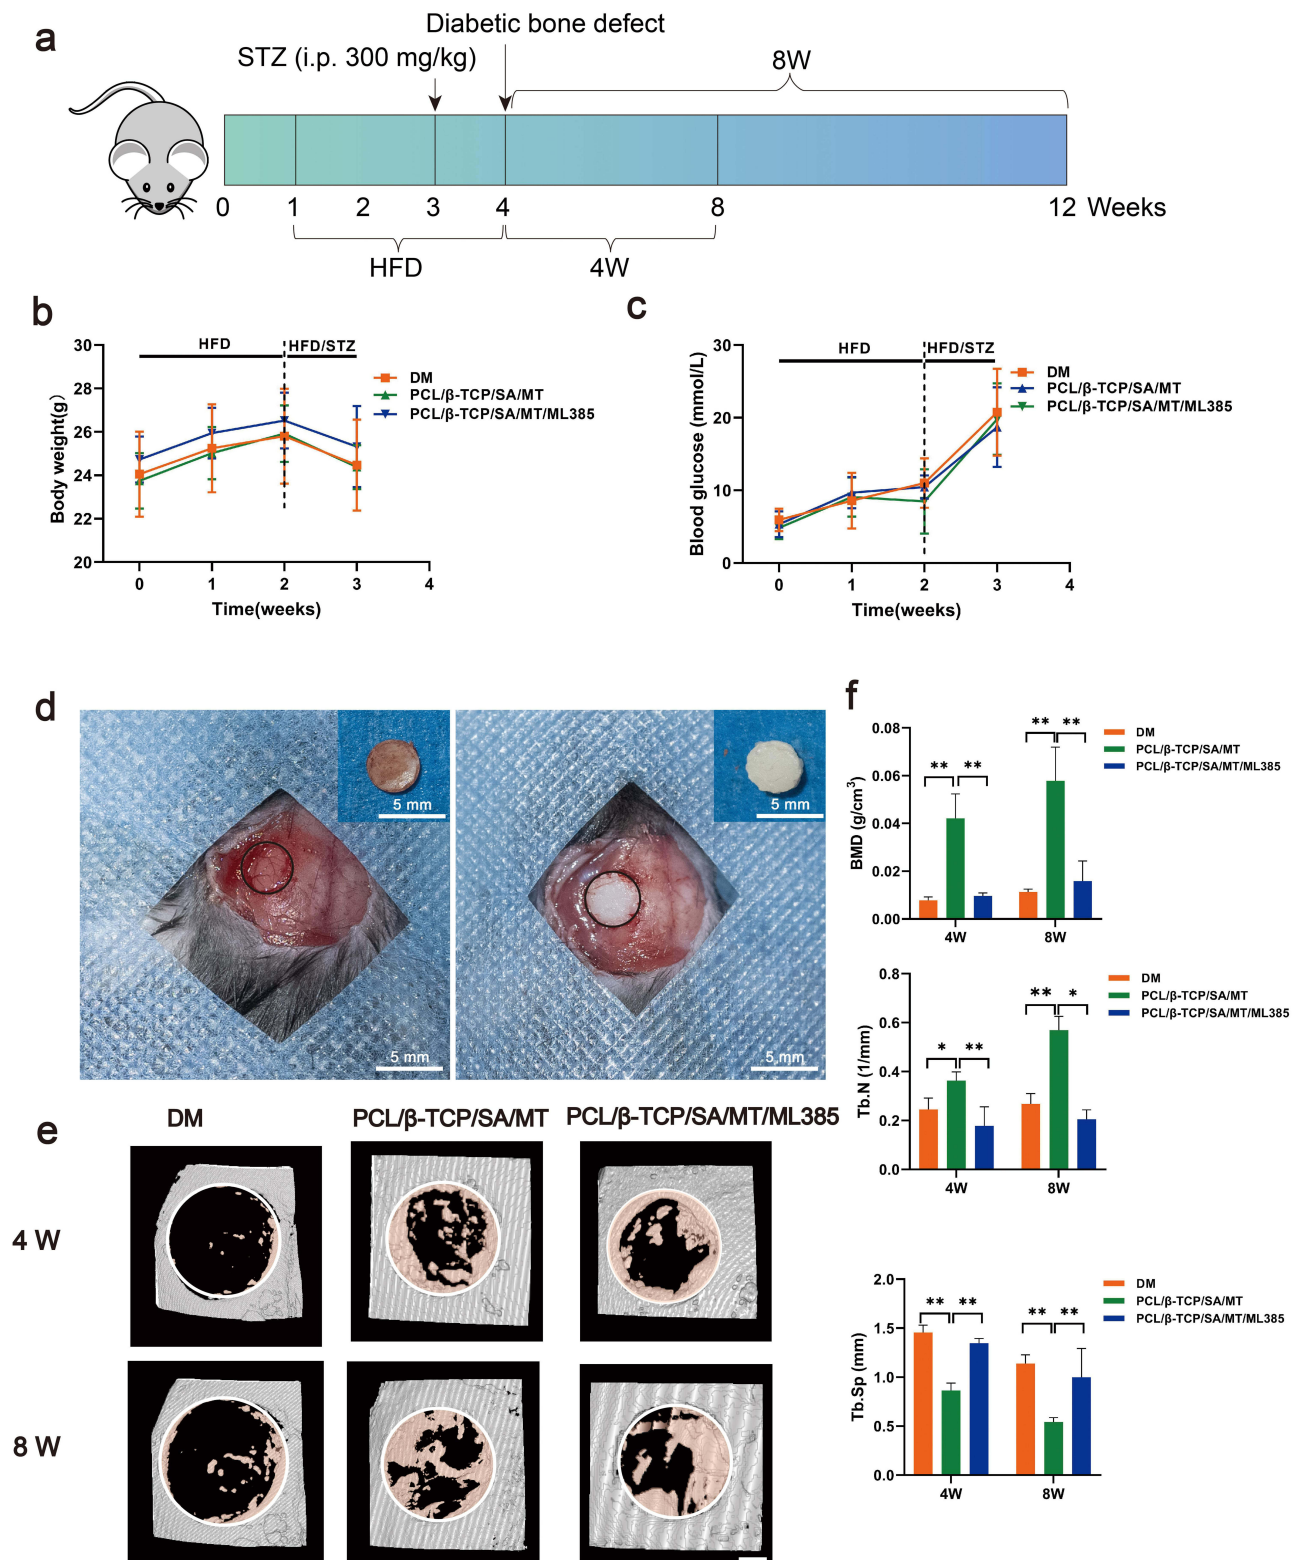 a
Diabetic bone defect
STZ (i.p. 300 mg/kg)
8W
0 1 2 3 4 8 12 Weeks
HFD
4W
b
HFD HFD/STZ
DM
PCL/β-TCP/SA/MT
PCL/β-TCP/SA/MT/ML385
Body weight(g)
30
28
26
24
22
20
0 1 2 3 4
Time(weeks)
c
HFD HFD/STZ
DM
PCL/β-TCP/SA/MT
PCL/β-TCP/SA/MT/ML385
Blood glucose (mmol/L)
30
20
10
0
0 1 2 3 4
Time(weeks)
d
5 mm
5 mm
5 mm
5 mm
e
DM PCL/β-TCP/SA/MT PCL/β-TCP/SA/MT/ML385
4 W
8 W
f
BMD (g/cm³)
0.08
0.06
0.04
0.02
0.00
** **
** **
4W 8W
DM
PCL/β-TCP/SA/MT
PCL/β-TCP/SA/MT/ML385
Tb.N (1/mm)
0.8
0.6
0.4
0.2
0.0
* **
** *
4W 8W
DM
PCL/β-TCP/SA/MT
PCL/β-TCP/SA/MT/ML385
Tb.Sp (mm)
2.0
1.5
1.0
0.5
0.0
** **
** **
4W 8W
DM
PCL/β-TCP/SA/MT
PCL/β-TCP/SA/MT/ML385